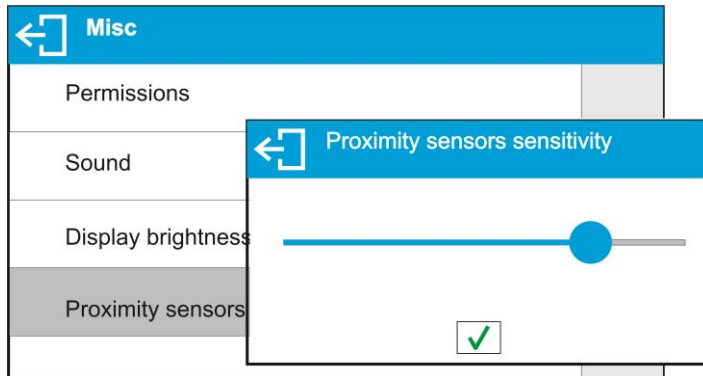 Misc
Permissions
Sound
Display brightness
Proximity sensors
Proximity sensors sensitivity